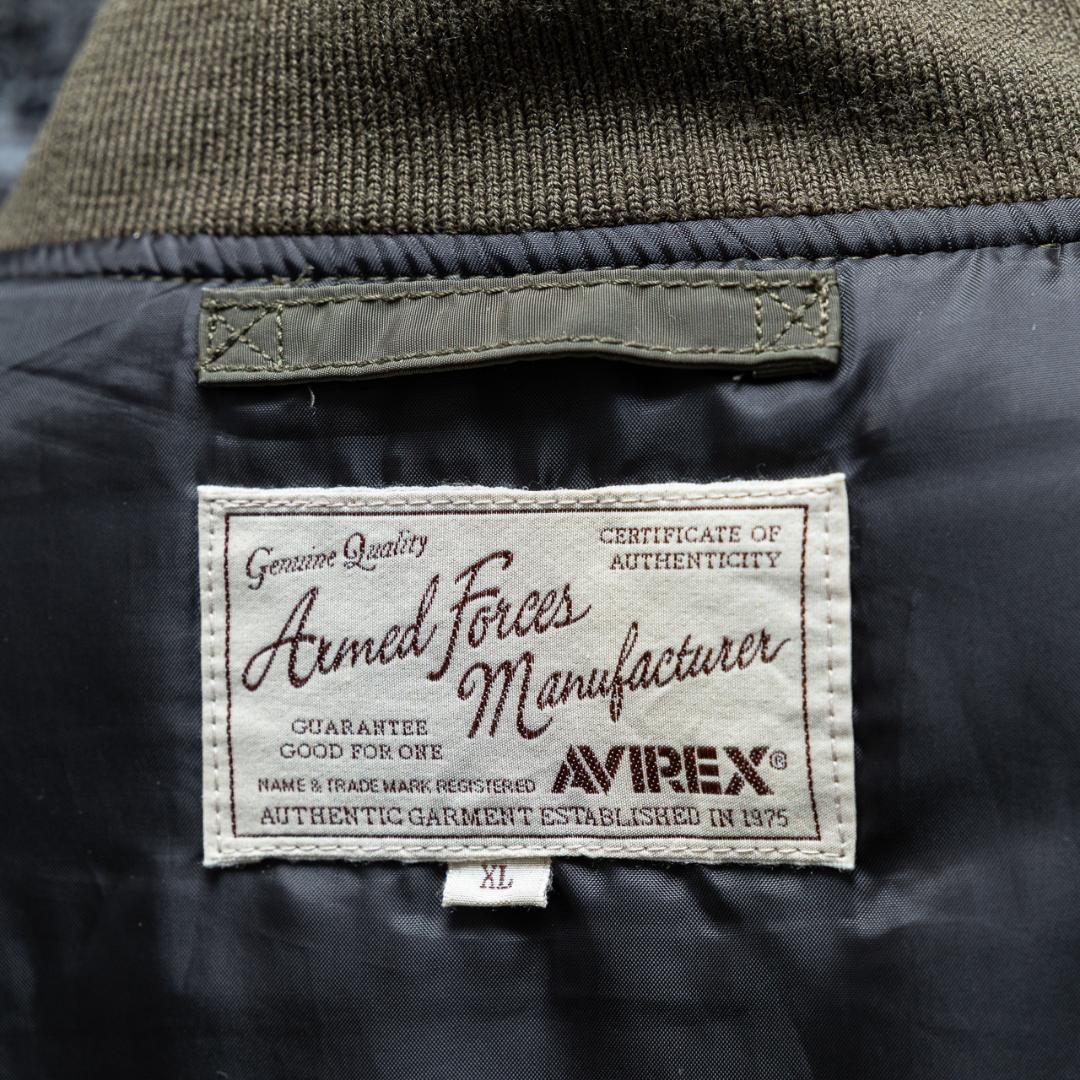 Genuine Quality
CERTIFICATE OF
AUTHENTICITY
Armed Forces
Manufacturer
GUARANTEE
GOOD FOR ONE
NAME & TRADE MARK REGISTERED
AVIREX®
AUTHENTIC GARMENT ESTABLISHED IN 1975
XL